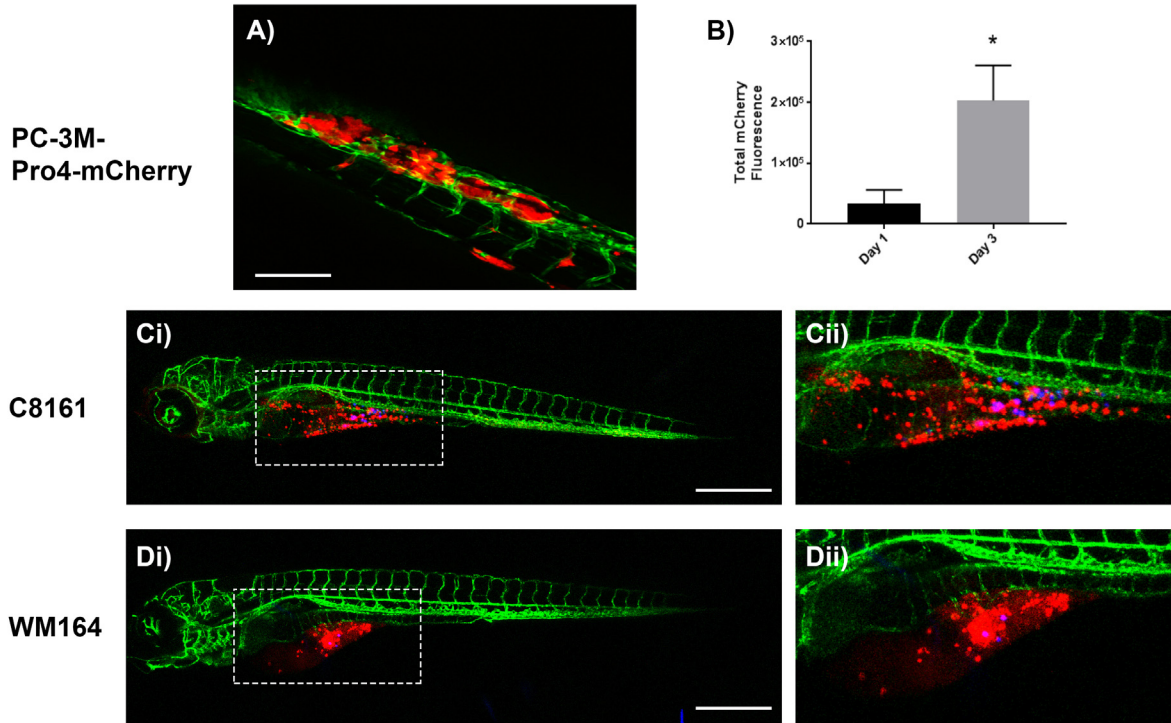 A)
B)
PC-3M-
Pro4-mCherry
Total mCherry
Fluorescence
3×10⁵
2×10⁵
1×10⁵
0
*
Day 1
Day 3
C8161
Ci)
Cii)
WM164
Di)
Dii)